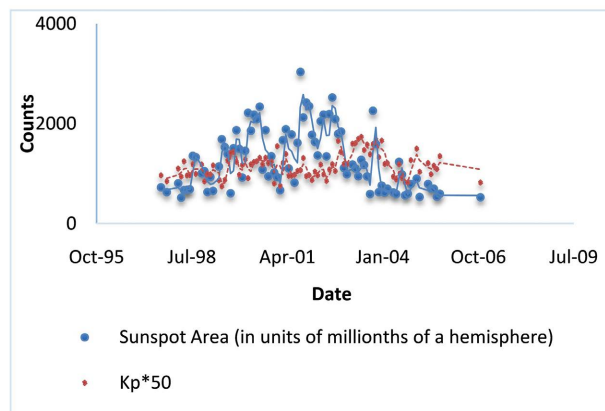 4000
Counts
2000
0
Oct-95 Jul-98 Apr-01 Jan-04 Oct-06 Jul-09
Date
Sunspot Area (in units of millionths of a hemisphere)
Kp*50